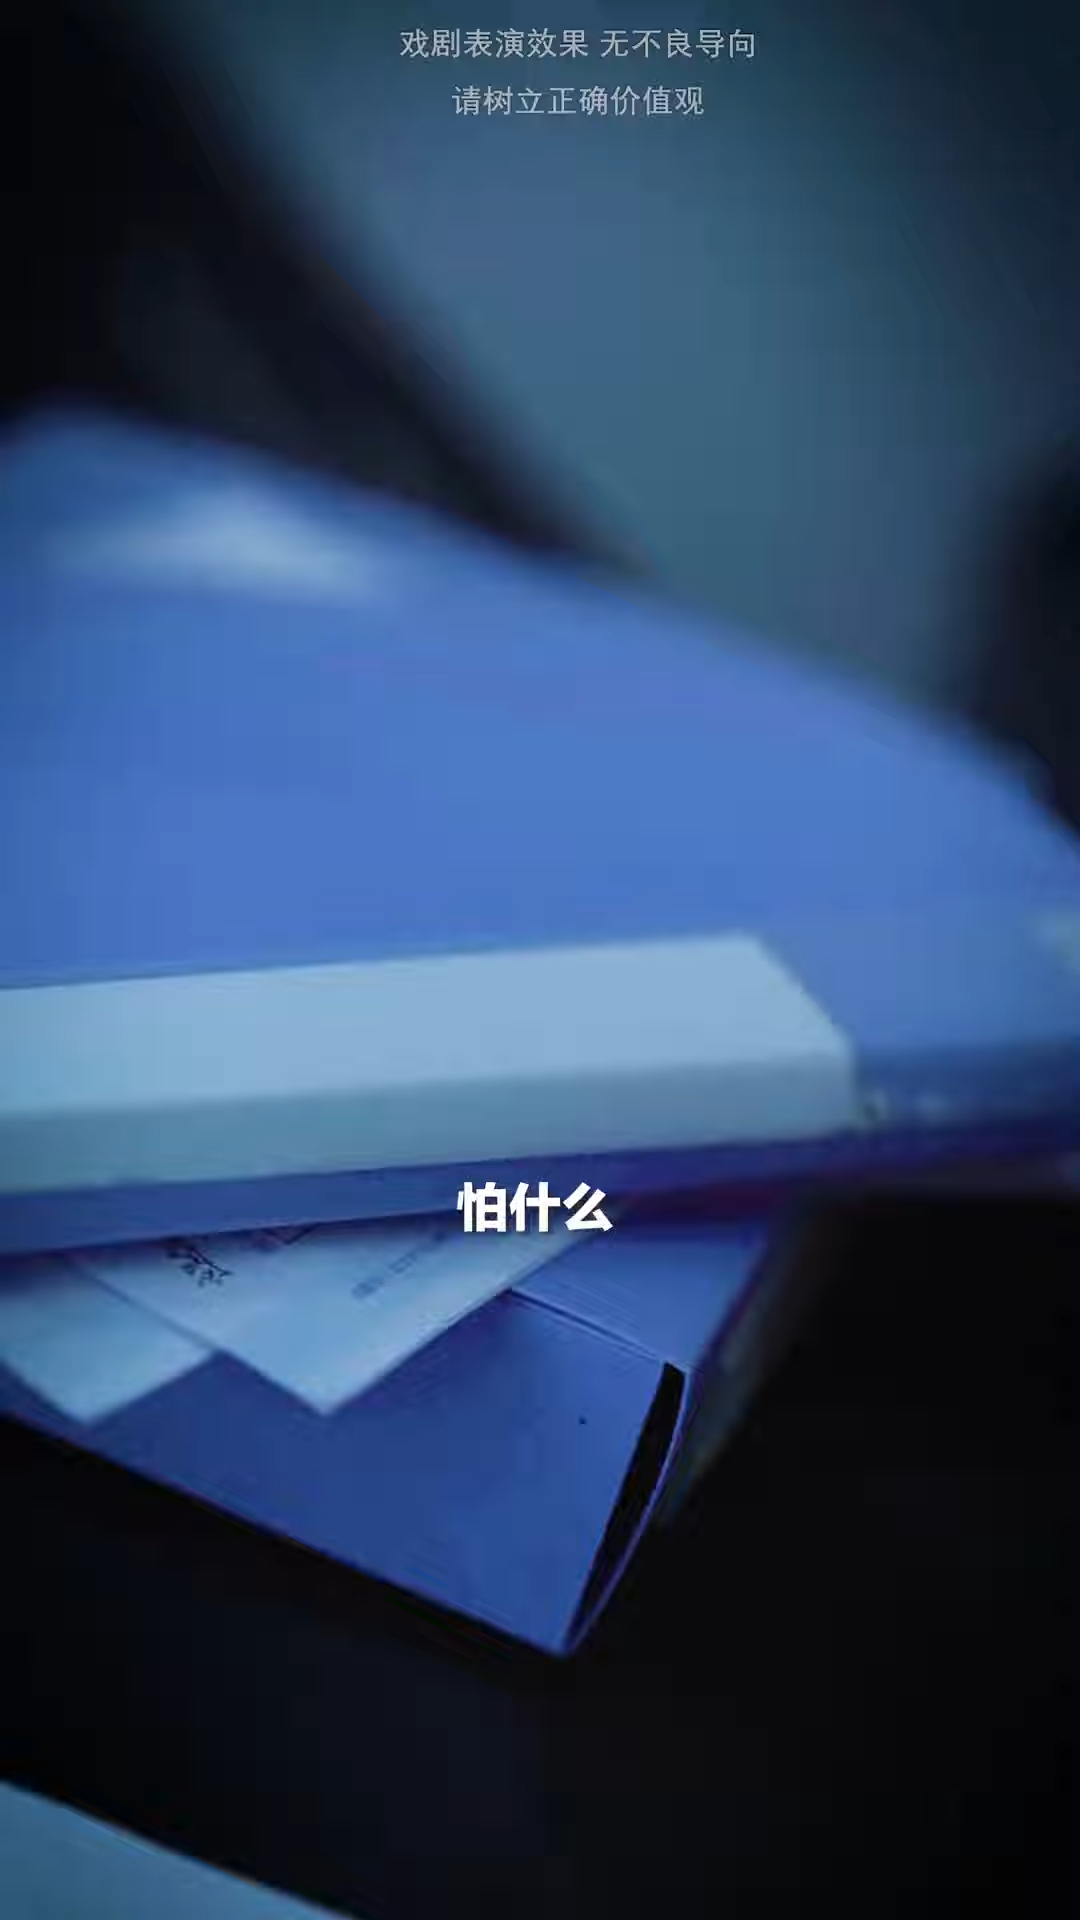 戏剧表演效果 无不良导向
请树立正确价值观
怕什么